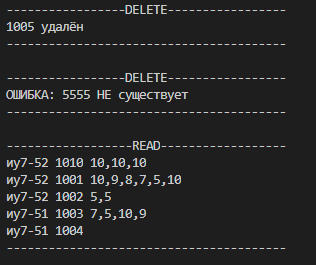 -----------------DELETE-----------------
1005 удалён
----------------------------------------
-----------------DELETE-----------------
ОШИБКА: 5555 НЕ существует
----------------------------------------
------------------READ------------------
иу7-52 1010 10,10,10
иу7-52 1001 10,9,8,7,5,10
иу7-52 1002 5,5
иу7-51 1003 7,5,10,9
иу7-51 1004
----------------------------------------